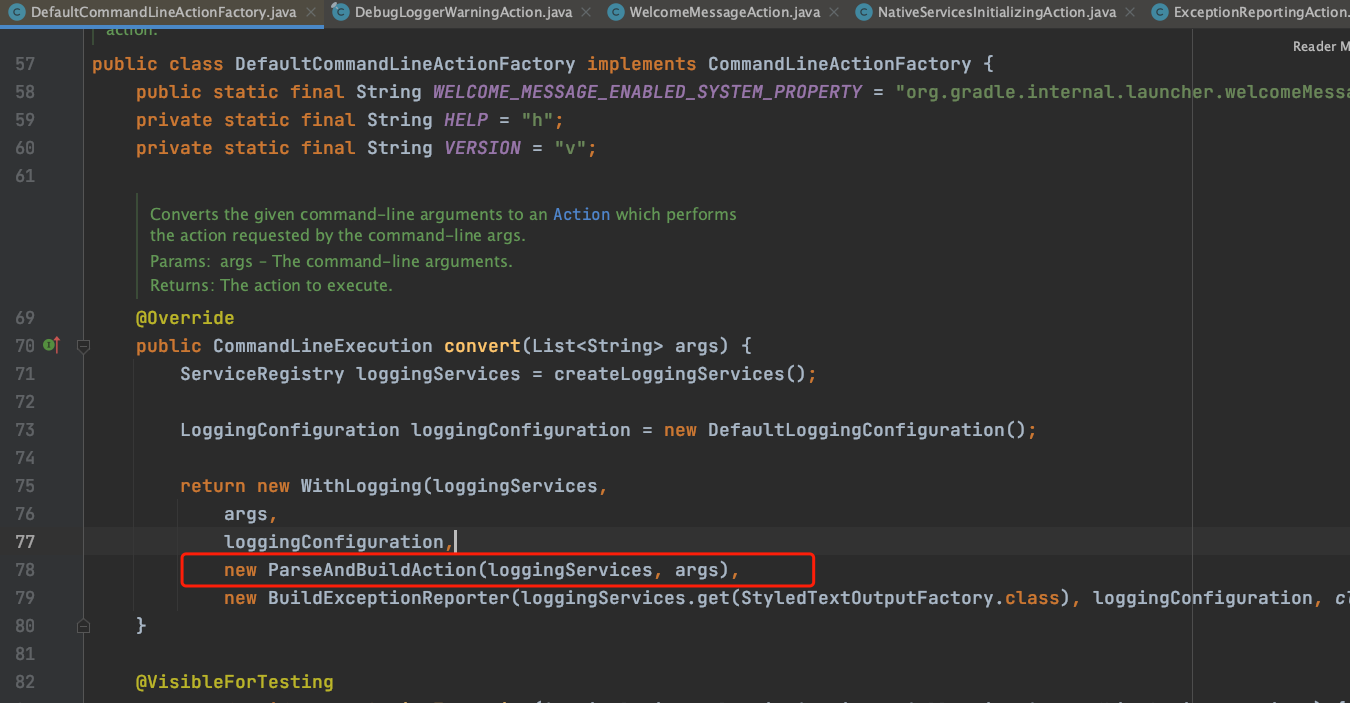 DefaultCommandLineActionFactory.java
DebugLoggerWarningAction.java
WelcomeMessageAction.java
NativeServicesInitializingAction.java
ExceptionReportingAction.
action.
Reader M
57 public class DefaultCommandLineActionFactory implements CommandLineActionFactory {
58 public static final String WELCOME_MESSAGE_ENABLED_SYSTEM_PROPERTY = "org.gradle.internal.launcher.welcomeMessa
59 private static final String HELP = "h";
60 private static final String VERSION = "v";
61
Converts the given command-line arguments to an Action which performs
the action requested by the command-line args.
Params: args – The command-line arguments.
Returns: The action to execute.
69 @Override
70 public CommandLineExecution convert(List<String> args) {
71 ServiceRegistry loggingServices = createLoggingServices();
72
73 LoggingConfiguration loggingConfiguration = new DefaultLoggingConfiguration();
74
75 return new WithLogging(loggingServices,
76 args,
77 loggingConfiguration,
78 new ParseAndBuildAction(loggingServices, args),
79 new BuildExceptionReporter(loggingServices.get(StyledTextOutputFactory.class), loggingConfiguration, cl
80 }
81
82 @VisibleForTesting